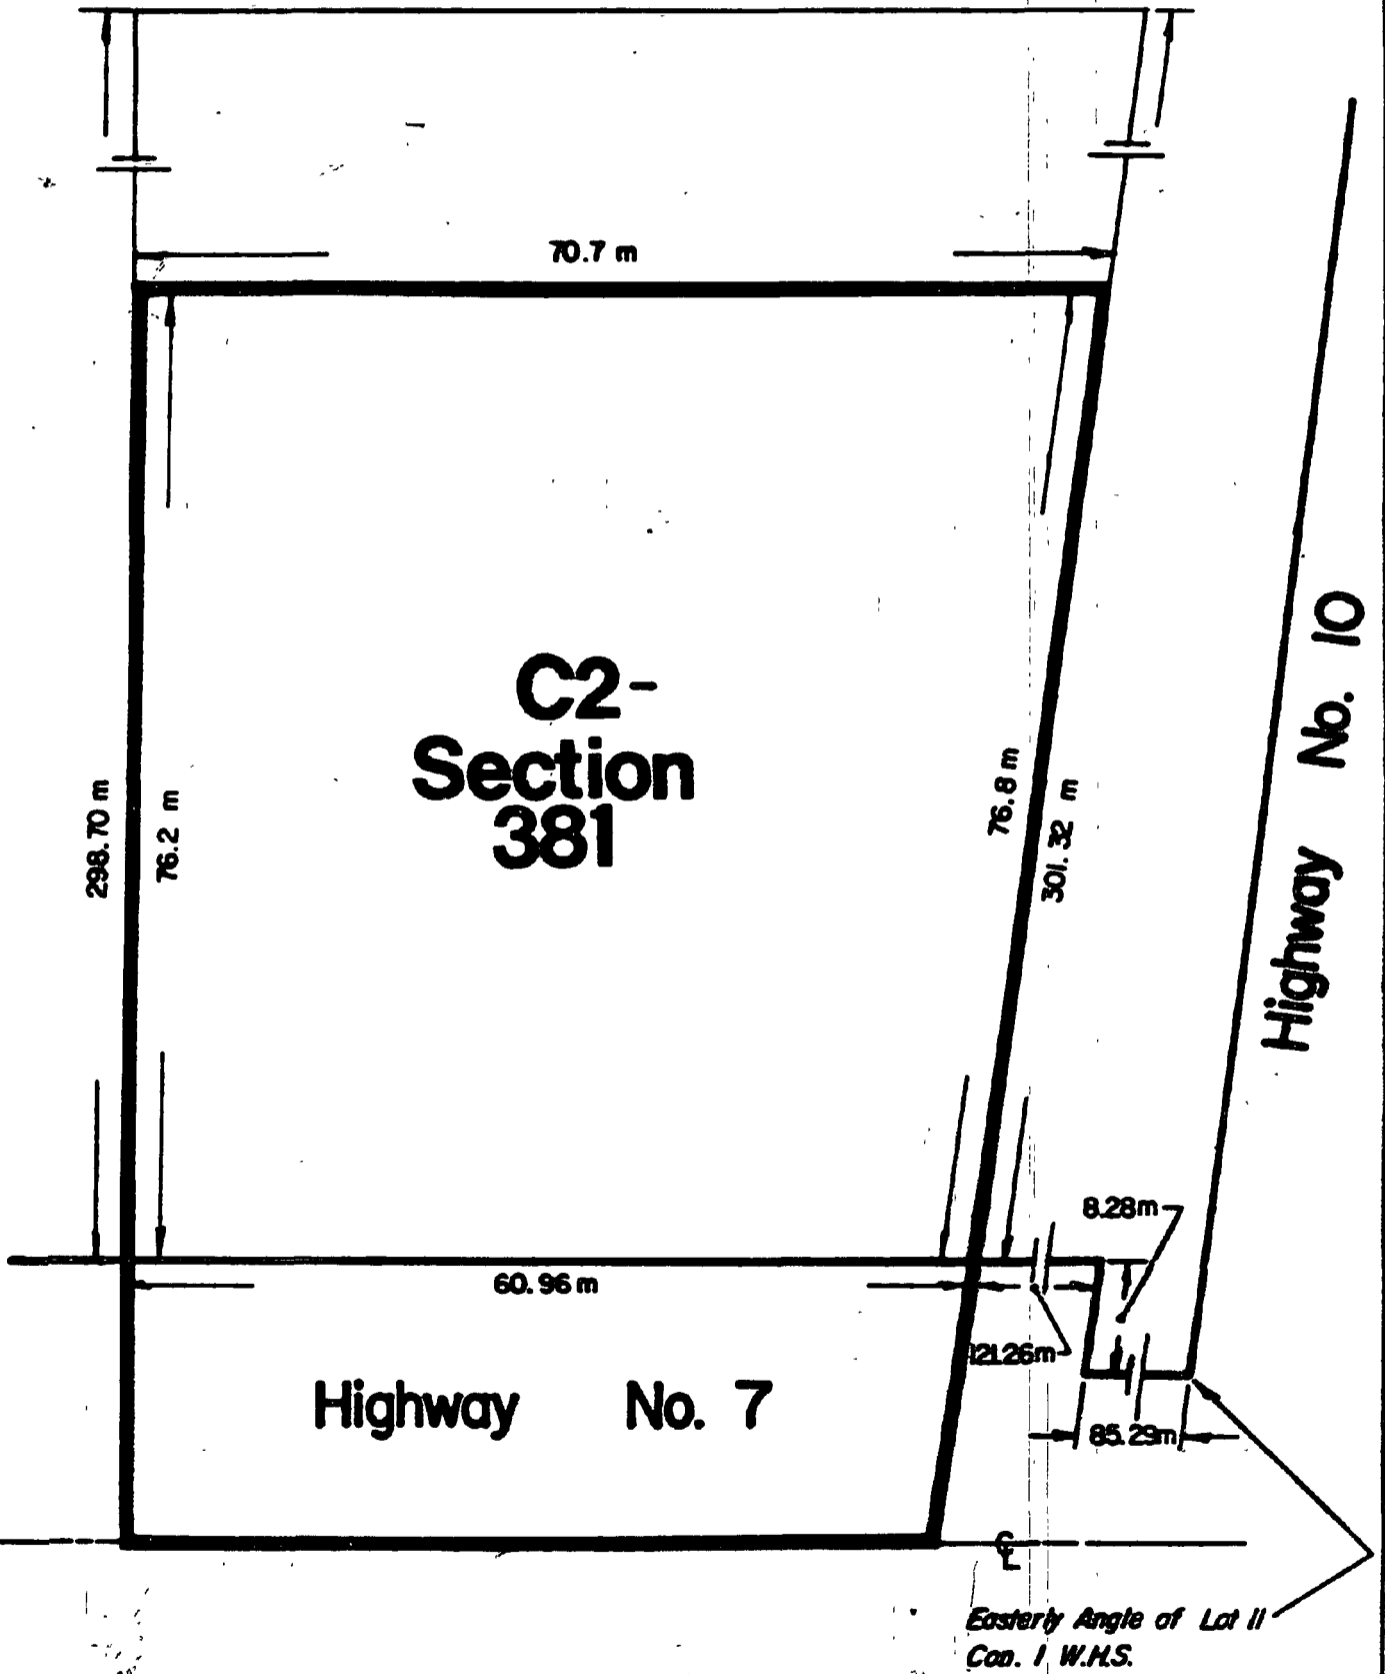 70.7 m
C2-
Section
381
298.70 m
76.2 m
76.8 m
301.32 m
Highway No. 10
8.28m
60.96 m
121.26m
Highway No. 7
85.29m
℄
Easterly Angle of Lot 11
Con. 1 W.H.S.